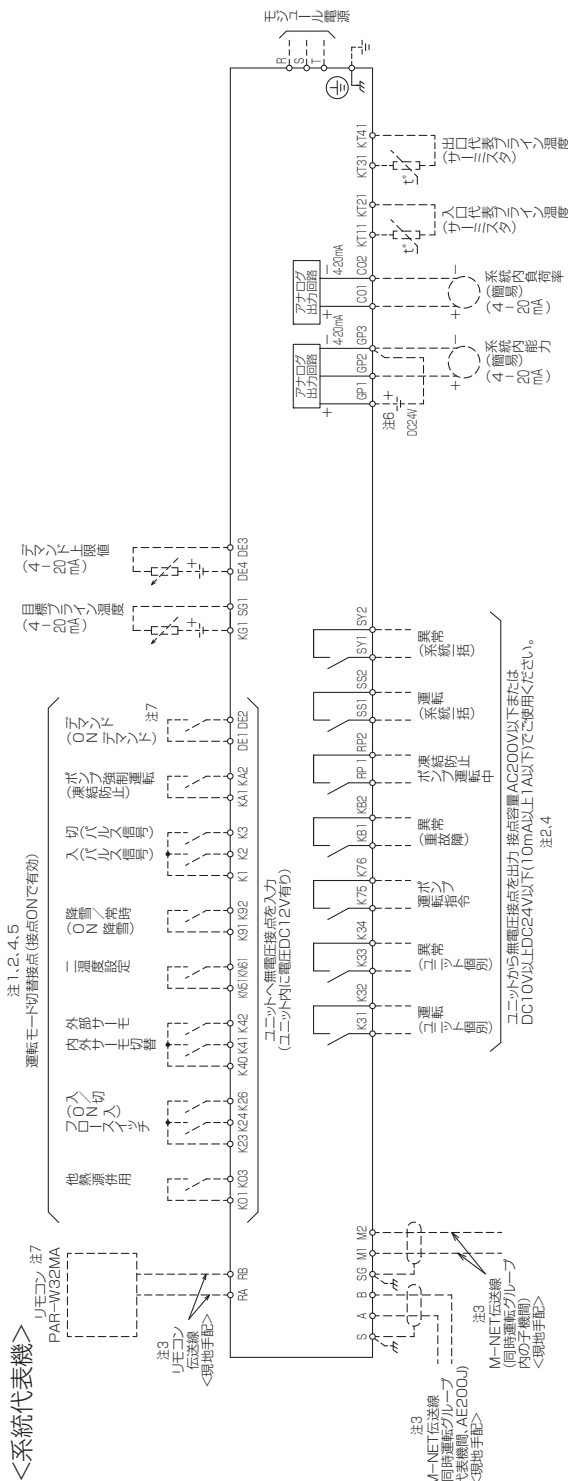 <系統代表機>
リモコン 注7
PAR-W32MA
注3
リモコン
伝送線
<現地手配>
RA RB
注1,2,4,5
運転モード切替接点(接点ONで有効)
他熱源併用
入/切
(ON 入)
フロースイッチ
外部サーモ
内外サーモ切替
二温度設定
降雪/常時
(ON 降雪)
切(パルス信号)
入(パルス信号)
ポンプ強制運転
(凍結防止)
デマンド
(ONデマンド)
注7
K01 K03
K23 K24 K26
K40 K41 K42
KN51 KN61
K91 K92
K1 K2 K3
KA1 KA2
DE1 DE2
ユニットへ無電圧接点を入力
(ユニット内に電圧DC12V有り)
目標ブライン温度
(4-20mA)
KG1 SG1
デマンド上限値
(4-20mA)
DE4 DE3
モジュール電源
R
S
T
S A B SG M1 M2
注3
M-NET伝送線
同時運転グループ
代表機間、AE200J)
<現地手配>
注3
M-NET伝送線
(同時運転グループ
内の子機間)
<現地手配>
K31 K32
運転
(ユニット個別)
K33 K34
異常
(ユニット個別)
K75 K76
ポンプ
運転指令
KB1 KB2
異常
(重故障)
RP1 RP2
凍結防止
ポンプ運転中
SS1 SS2
運転
(系統一括)
SY1 SY2
異常
(系統一括)
ユニットから無電圧接点を出力 接点容量AC200V以下または
DC10V以上DC24V以下(10mA以上1A以下)でご使用ください。
注2,4
アナログ
出力回路
+ − 4-20mA
GP1 GP2 GP3
注6 +
DC24V
+ −
系統内能力
(簡易)
(4-20mA)
アナログ
出力回路
+ − 4-20mA
C01 C02
+ −
系統内負荷率
(簡易)
(4-20mA)
KT11 KT21
t°
入口代表ブライン温度
(サーミスタ)
KT31 KT41
t°
出口代表ブライン温度
(サーミスタ)